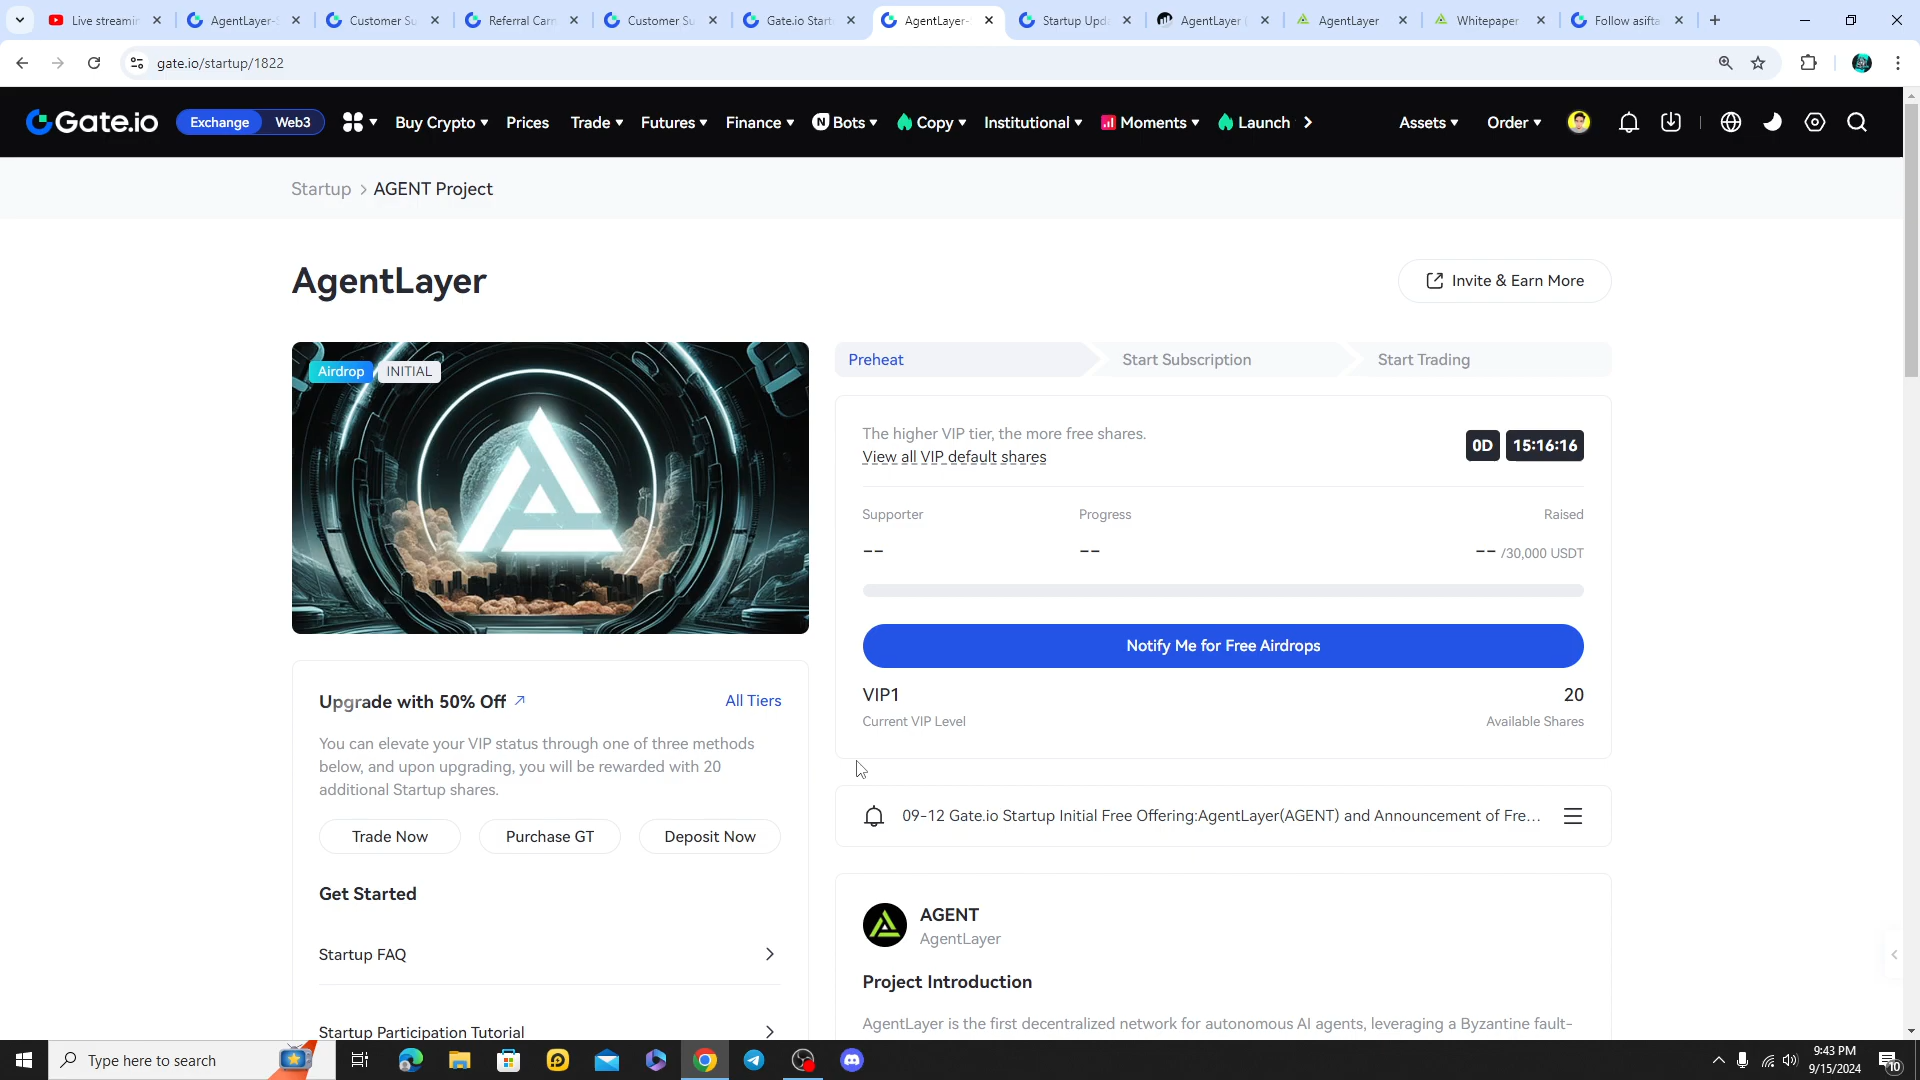 Live streamin
AgentLayer-
Customer Su
Referral Cam
Customer Su
Gate.io Start
AgentLayer-
Startup Upd
AgentLayer (
AgentLayer
Whitepaper
Follow asifta
gate.io/startup/1822
Gate.io
Exchange
Web3
Buy Crypto
Prices
Trade
Futures
Finance
Bots
Copy
Institutional
Moments
Launch
Assets
Order
Startup > AGENT Project
AgentLayer
Invite & Earn More
Airdrop
INITIAL
Preheat
Start Subscription
Start Trading
The higher VIP tier, the more free shares.
View all VIP default shares
0D
15:16:16
Supporter
Progress
Raised
--
--
-- /30,000 USDT
Notify Me for Free Airdrops
VIP1
20
Current VIP Level
Available Shares
Upgrade with 50% Off
All Tiers
You can elevate your VIP status through one of three methods
below, and upon upgrading, you will be rewarded with 20
additional Startup shares.
Trade Now
Purchase GT
Deposit Now
Get Started
Startup FAQ
Startup Participation Tutorial
09-12 Gate.io Startup Initial Free Offering:AgentLayer(AGENT) and Announcement of Fre...
AGENT
AgentLayer
Project Introduction
AgentLayer is the first decentralized network for autonomous AI agents, leveraging a Byzantine fault-
Type here to search
9:43 PM
9/15/2024
10